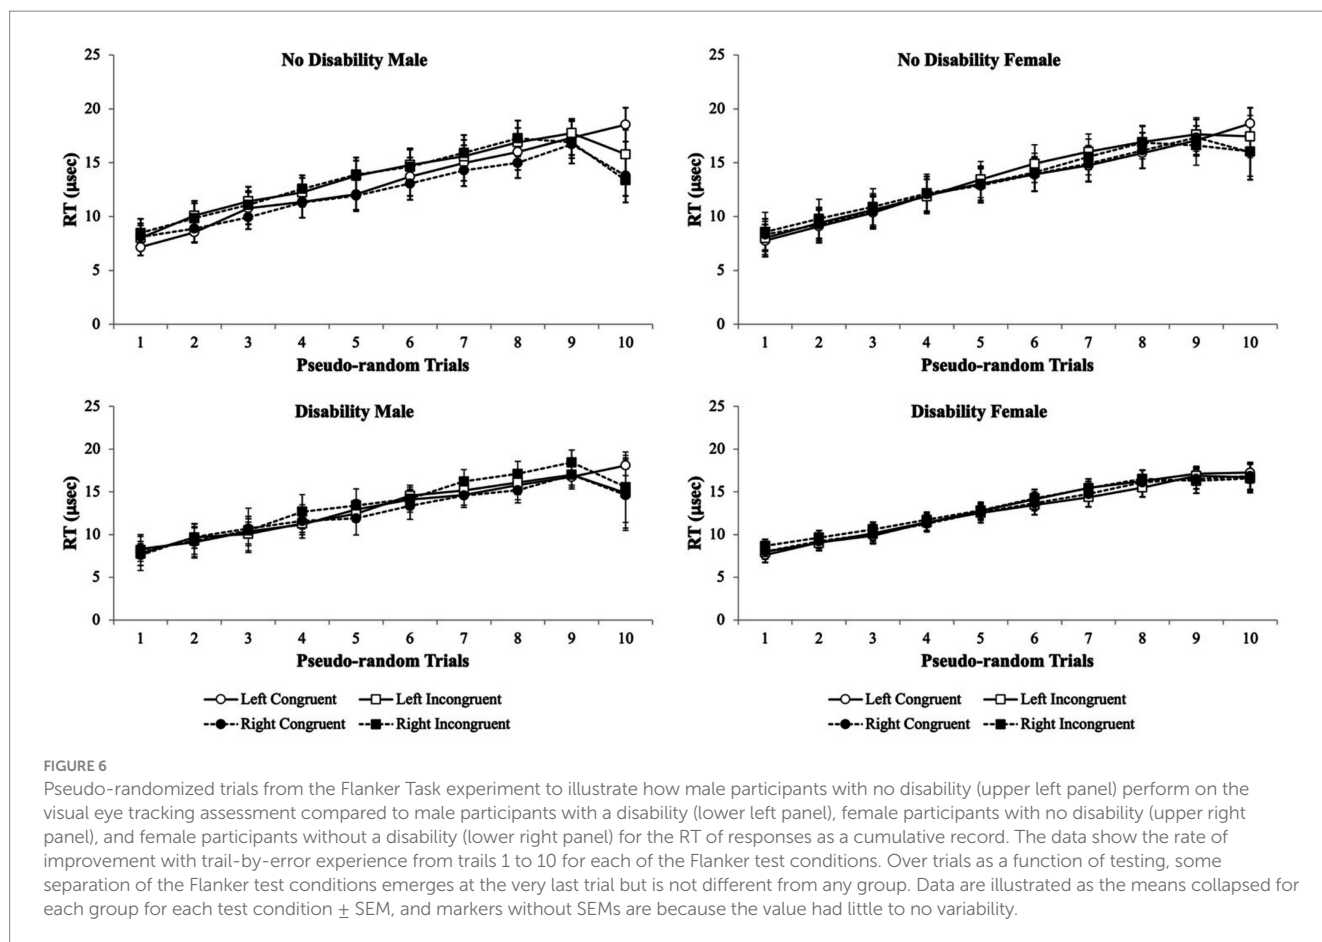 No Disability Male
25
20
15
10
5
0
RT (µsec)
1 2 3 4 5 6 7 8 9 10
Pseudo-random Trials
No Disability Female
25
20
15
10
5
0
RT (µsec)
1 2 3 4 5 6 7 8 9 10
Pseudo-random Trials
Disability Male
25
20
15
10
5
0
RT (µsec)
1 2 3 4 5 6 7 8 9 10
Pseudo-random Trials
Disability Female
25
20
15
10
5
0
RT (µsec)
1 2 3 4 5 6 7 8 9 10
Pseudo-random Trials
Left Congruent Left Incongruent
Right Congruent Right Incongruent
Left Congruent Left Incongruent
Right Congruent Right Incongruent
FIGURE 6
Pseudo-randomized trials from the Flanker Task experiment to illustrate how male participants with no disability (upper left panel) perform on the
visual eye tracking assessment compared to male participants with a disability (lower left panel), female participants with no disability (upper right
panel), and female participants without a disability (lower right panel) for the RT of responses as a cumulative record. The data show the rate of
improvement with trail-by-error experience from trails 1 to 10 for each of the Flanker test conditions. Over trials as a function of testing, some
separation of the Flanker test conditions emerges at the very last trial but is not different from any group. Data are illustrated as the means collapsed for
each group for each test condition ± SEM, and markers without SEMs are because the value had little to no variability.